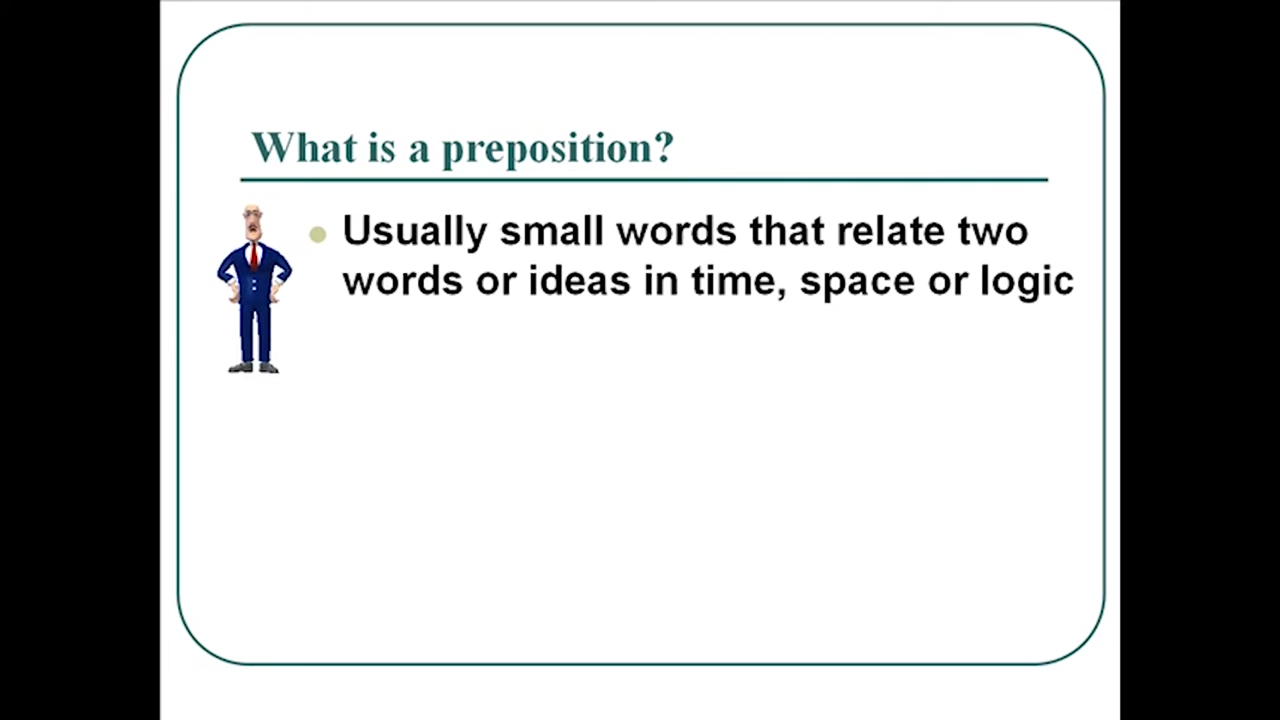 What is a preposition?
Usually small words that relate two
words or ideas in time, space or logic